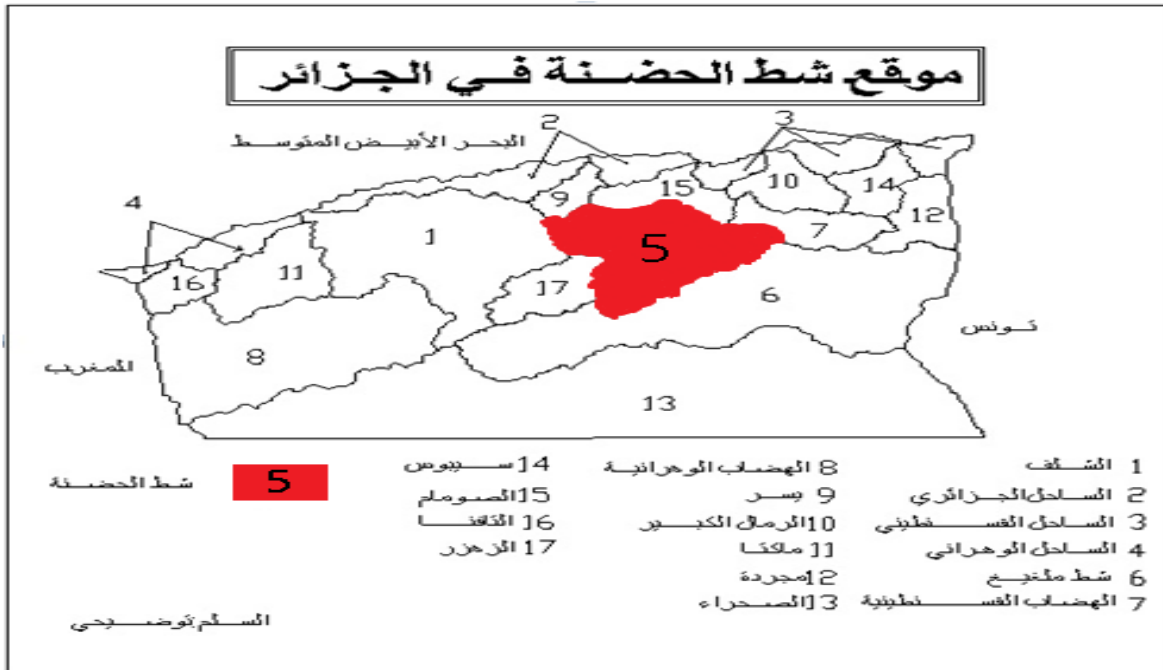 موقع شط الحضنة في الجزائر
البحر الأبيض المتوسط
2
3
4
9
15
10
14
12
7
1
5
11
16
17
6
8
13
تونس
المغرب
1 الشلف
2 الساحل الجزائري
3 الساحل القسنطيني
4 الساحل الوهراني
6 شط ملغيغ
7 الهضاب القسنطينية
8 الهضاب الوهرانية
9 يسر
10 الرمال الكبير
11 ماكتا
12 مجردة
13 الصحراء
14 سيبوس
15 الصومام
16 التافنا
17 الزهزر
5 شط الحضنة
السلم توضيحي